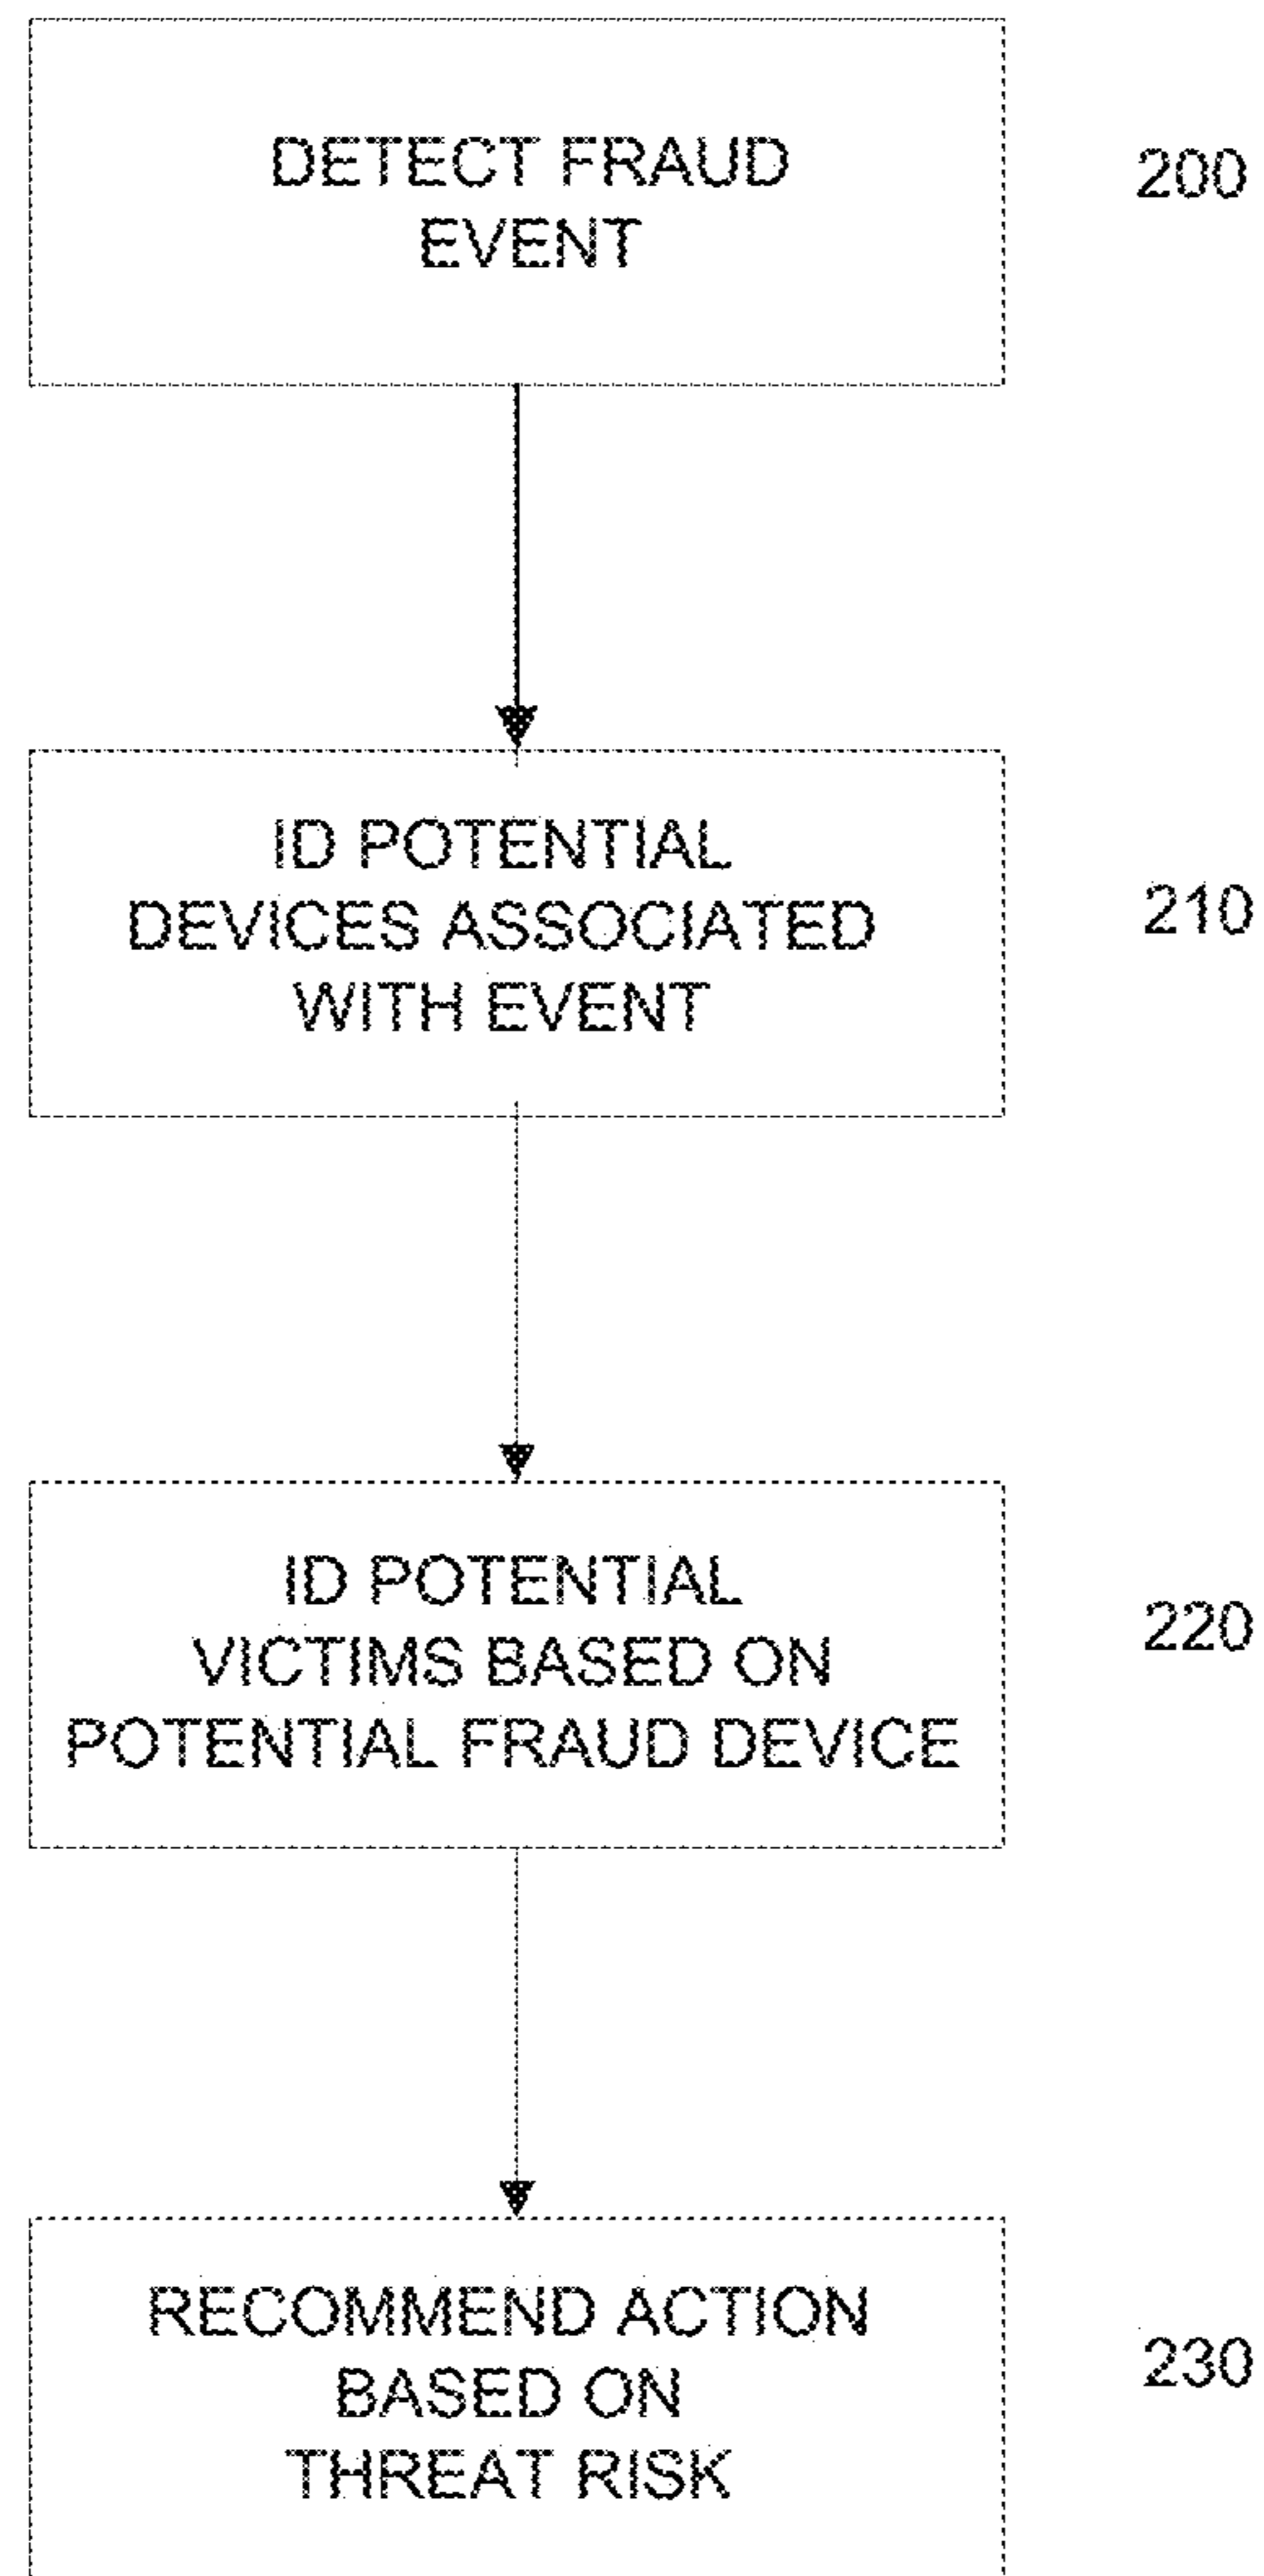 DETECT FRAUD
EVENT
200
ID POTENTIAL
DEVICES ASSOCIATED
WITH EVENT
210
ID POTENTIAL
VICTIMS BASED ON
POTENTIAL FRAUD DEVICE
220
RECOMMEND ACTION
BASED ON
THREAT RISK
230